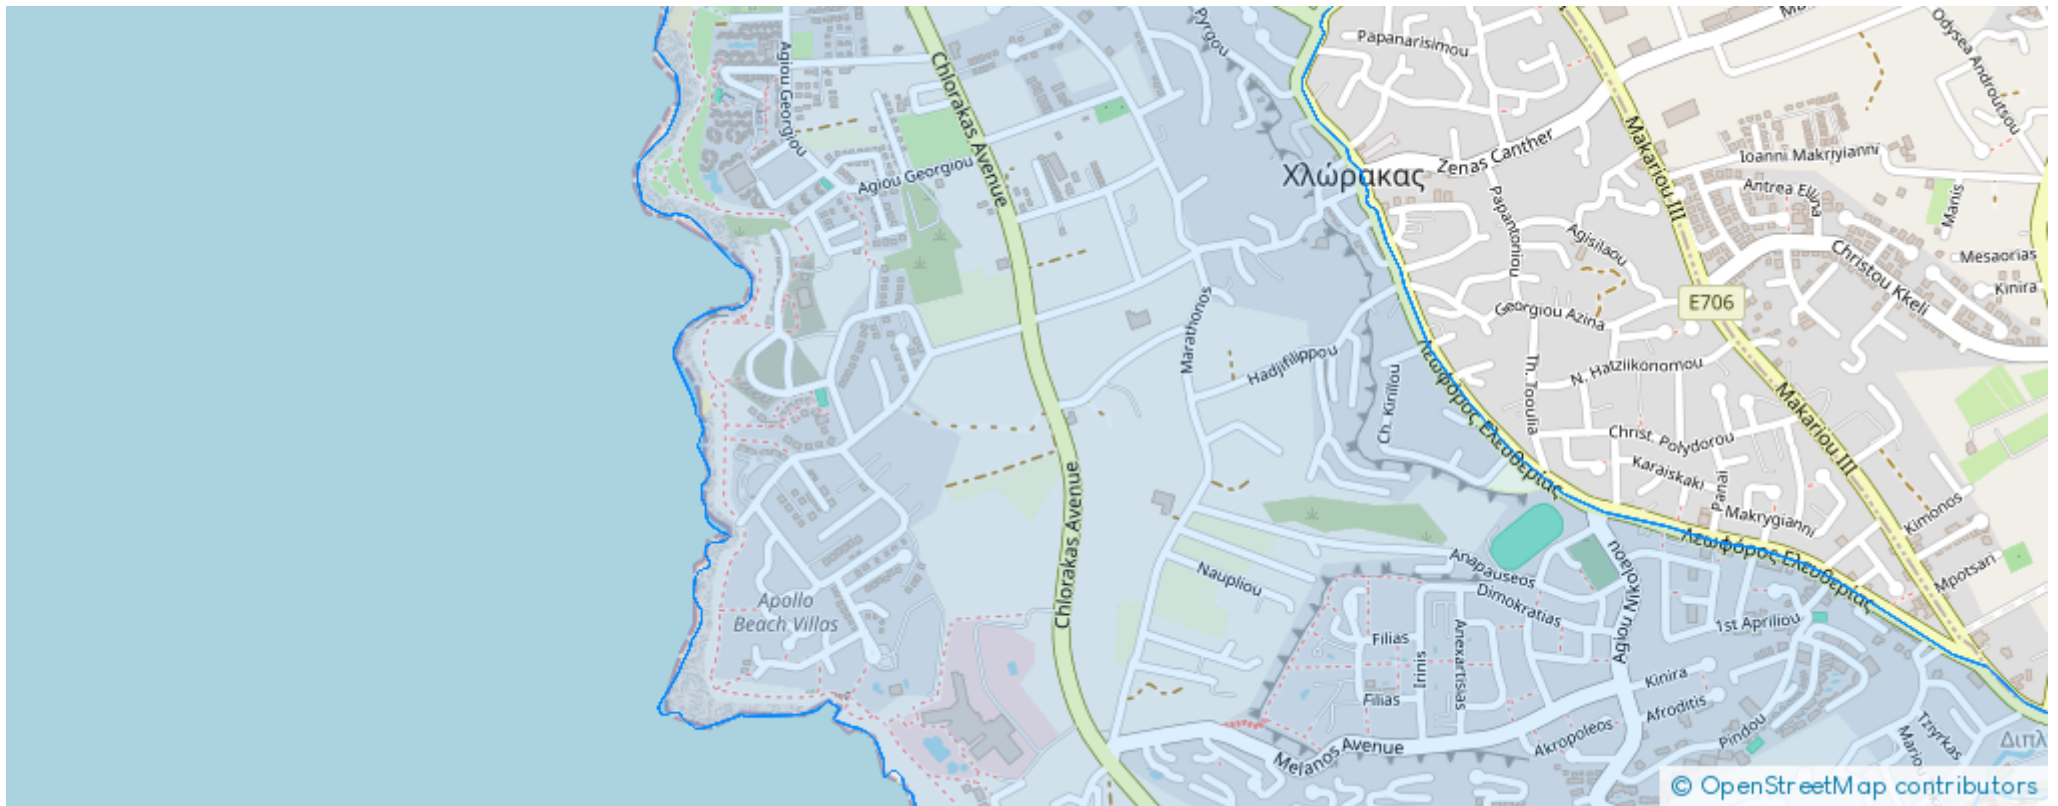 Pyrgou
Papanarisimou
Odysea Androutsou
Agiou Georgiou
Chlorakas Avenue
Makariou III
Zenas Canther
Ioanni Makriyianni
Χλώρακας
Agiou Georgiou
Antrea Ellina
Manis
Papantoniou
Agisilaou
Christou Kkeli
Mesaorias
Kinira
E706
Georgiou Azina
Marathonos
Hadjifilippou
Λεωφόρος Ελευθερίας
Th. Tooulia
N. Hatziikonomou
Ch. Kirillou
Makariou III
Christ. Polydorou
Karaiskaki
Panai
Makrygianni
Kimonos
Chlorakas Avenue
Λεωφόρος Ελευθερίας
Mpotsari
Anapauseos
Naupliou
Dimokratias
Agiou Nikolaou
Apollo
Beach Villas
1st Apriliou
Filias
Irinis
Anexartisias
Kinira
Filias
Afroditis
Akropoleos
Pindou
Tzyrkas
Mariou
Διπλ
Melanos Avenue
© OpenStreetMap contributors